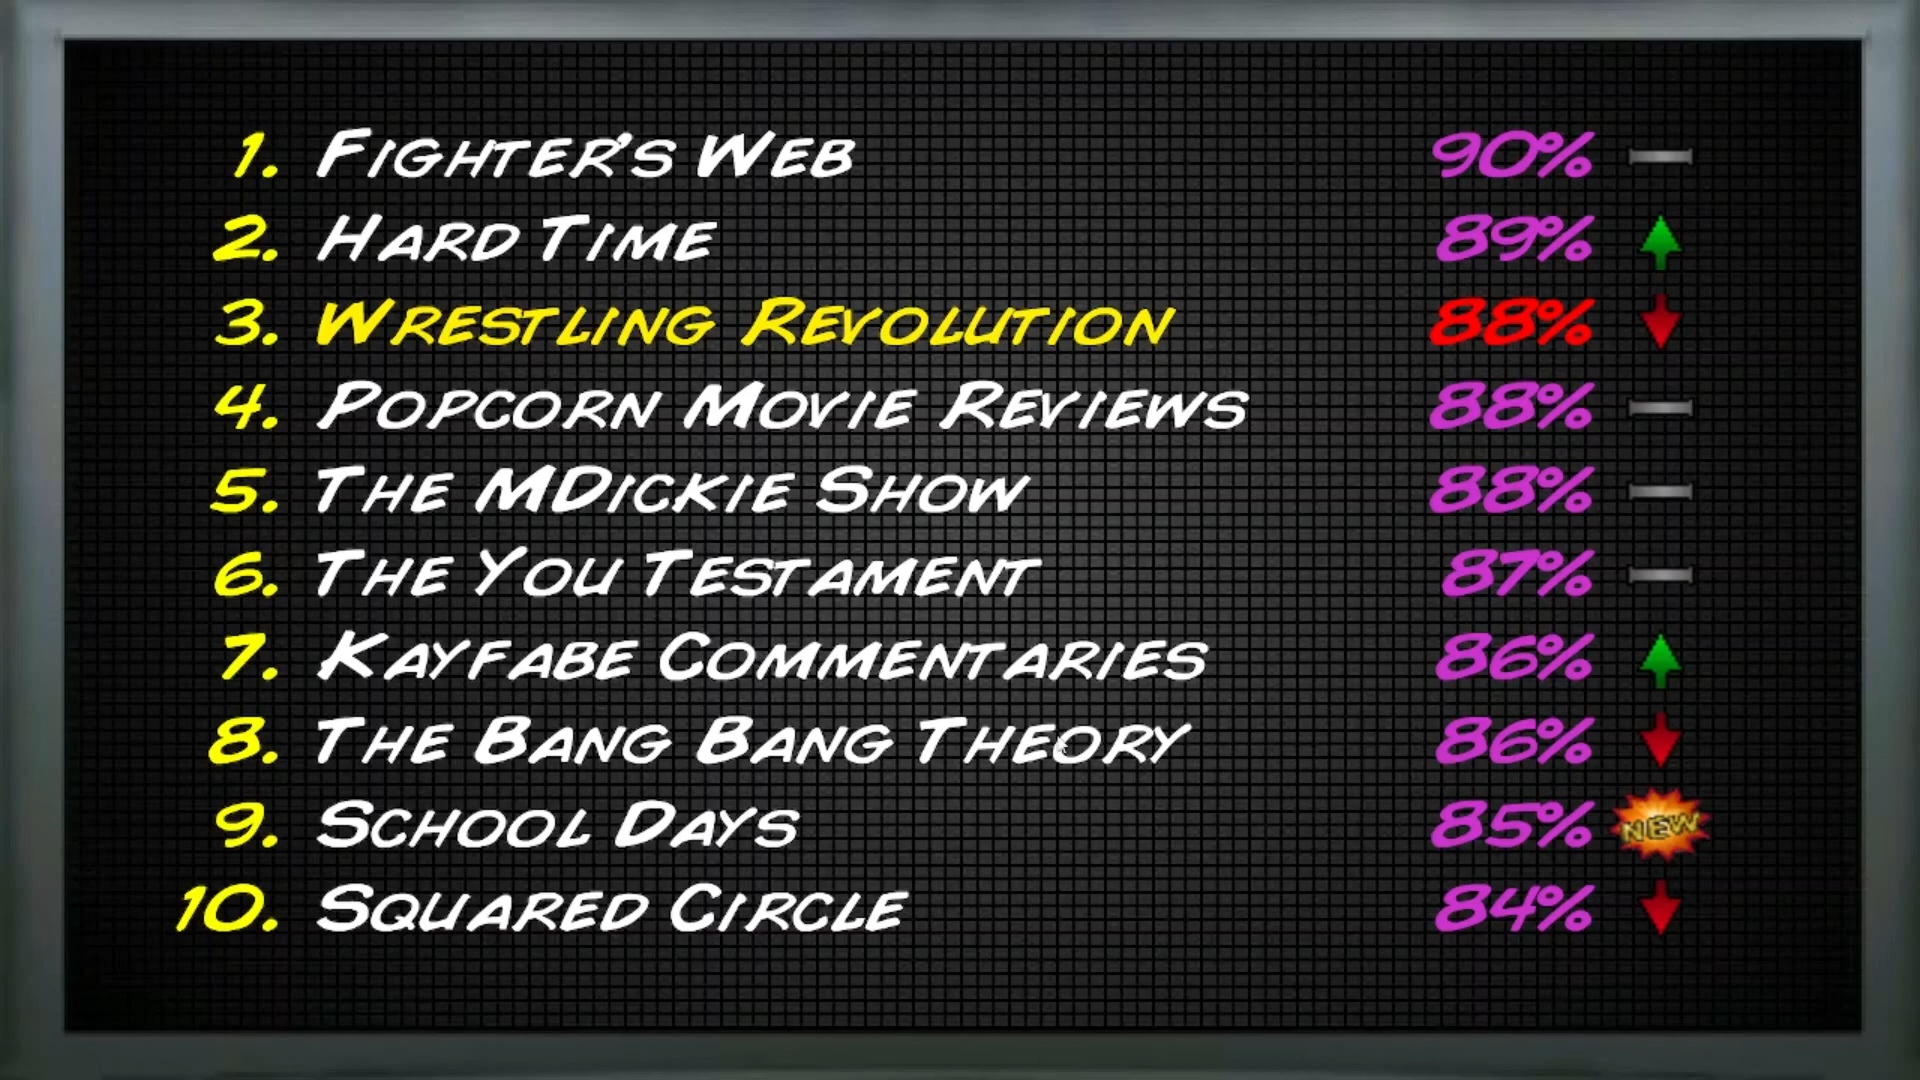 1. Fighter's Web 90%
2. Hard Time 89%
3. Wrestling Revolution 88%
4. Popcorn Movie Reviews 88%
5. The MDickie Show 88%
6. The You Testament 87%
7. Kayfabe Commentaries 86%
8. The Bang Bang Theory 86%
9. School Days 85% NEW
10. Squared Circle 84%